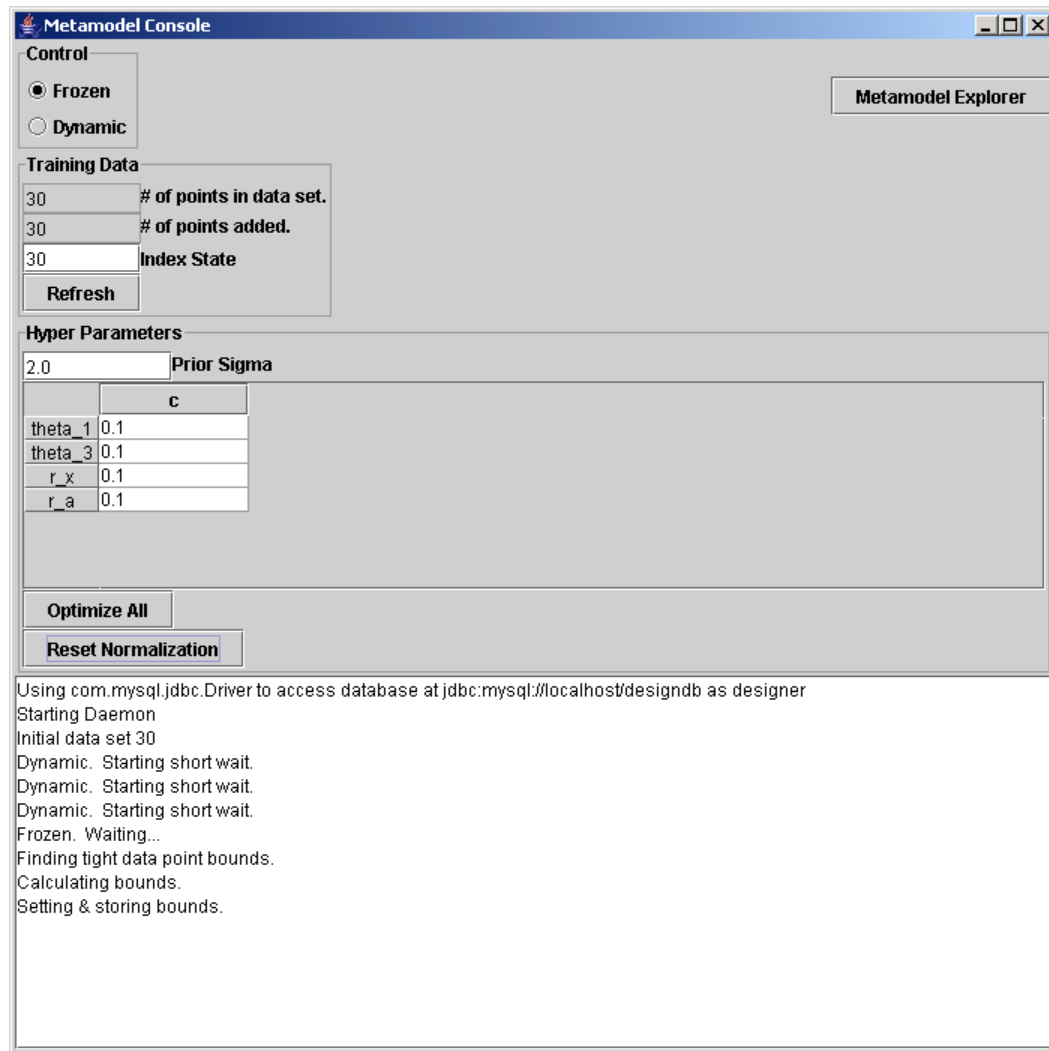 Metamodel Console
Control
Frozen
Metamodel Explorer
Dynamic
Training Data
30 # of points in data set.
30 # of points added.
30 Index State
Refresh
Hyper Parameters
2.0 Prior Sigma
c
theta_1 0.1
theta_3 0.1
r_x 0.1
r_a 0.1
Optimize All
Reset Normalization
Using com.mysql.jdbc.Driver to access database at jdbc:mysql://localhost/designdb as designer
Starting Daemon
Initial data set 30
Dynamic.  Starting short wait.
Dynamic.  Starting short wait.
Dynamic.  Starting short wait.
Frozen.  Waiting...
Finding tight data point bounds.
Calculating bounds.
Setting & storing bounds.